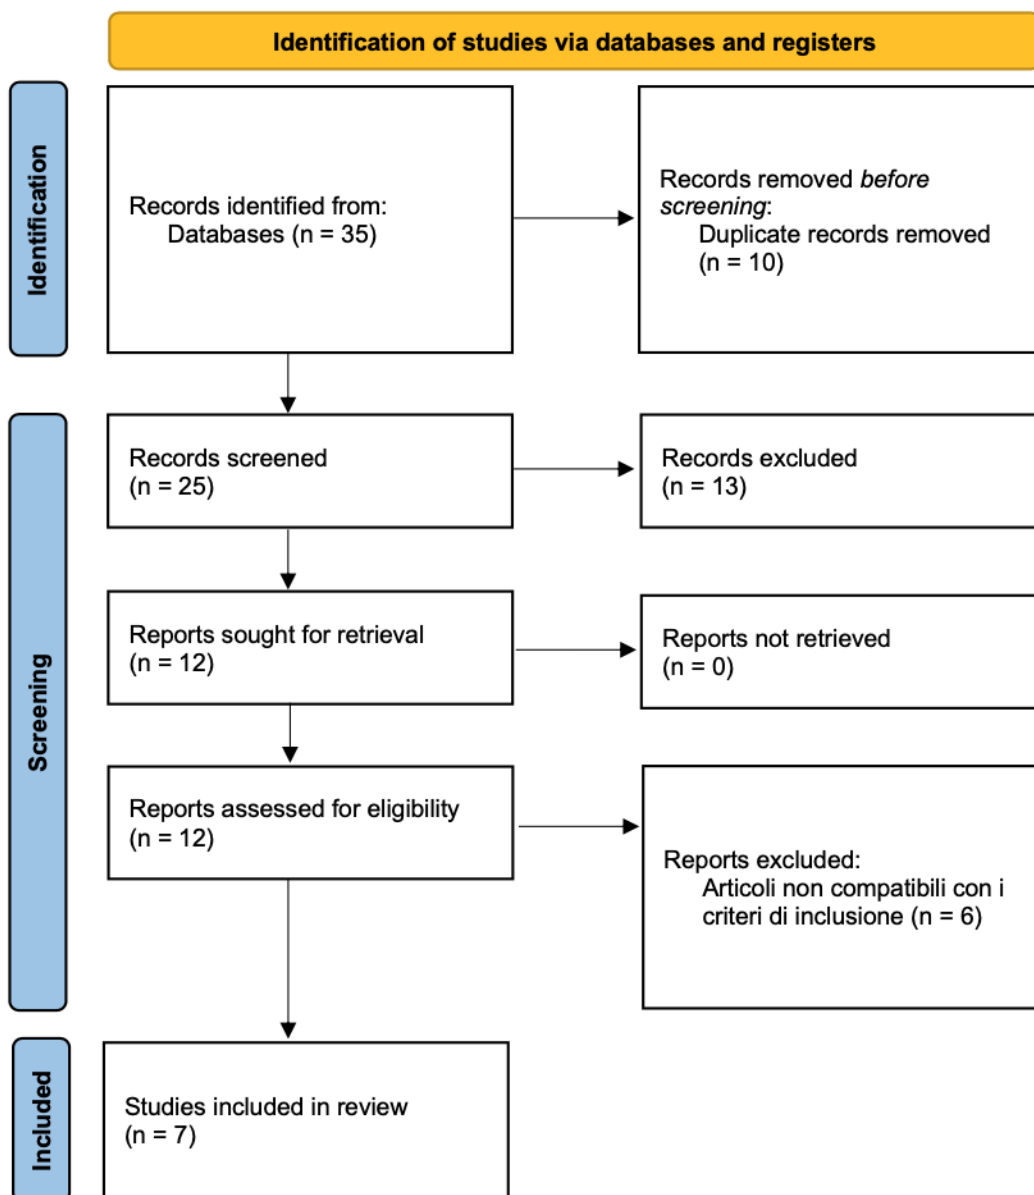 Identification of studies via databases and registers
Identification
Records identified from:
Databases (n = 35)
Records removed before
screening:
Duplicate records removed
(n = 10)
Screening
Records screened
(n = 25)
Records excluded
(n = 13)
Reports sought for retrieval
(n = 12)
Reports not retrieved
(n = 0)
Reports assessed for eligibility
(n = 12)
Reports excluded:
Articoli non compatibili con i
criteri di inclusione (n = 6)
Included
Studies included in review
(n = 7)